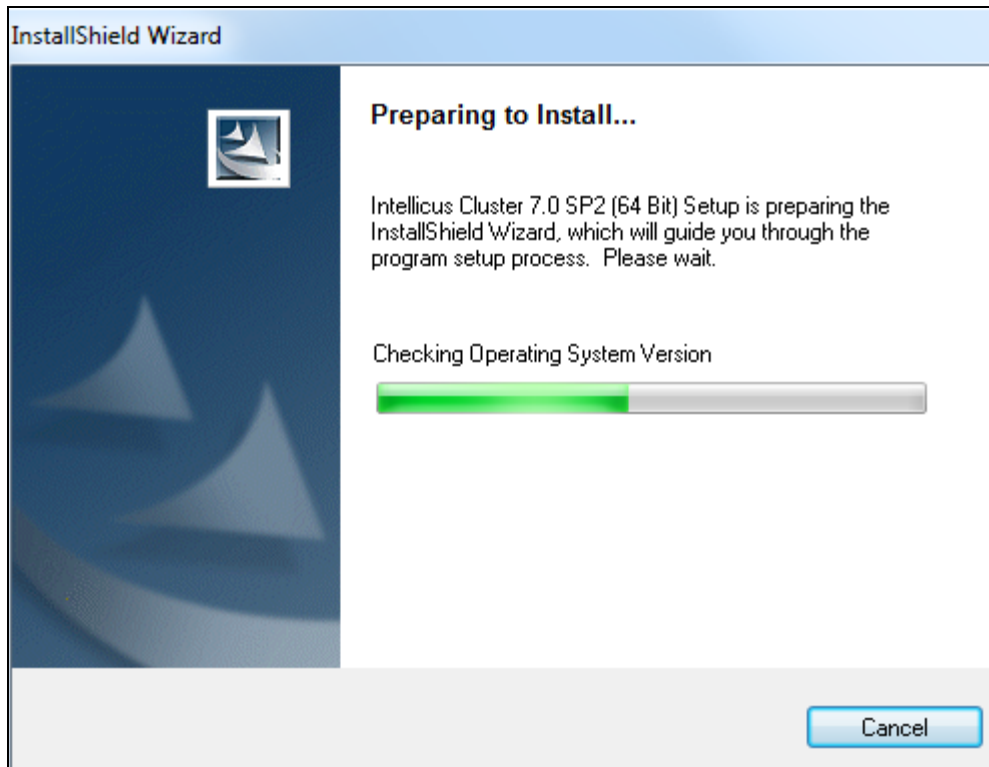 InstallShield Wizard
Preparing to Install...
Intellicus Cluster 7.0 SP2 (64 Bit) Setup is preparing the
InstallShield Wizard, which will guide you through the
program setup process.  Please wait.
Checking Operating System Version
Cancel